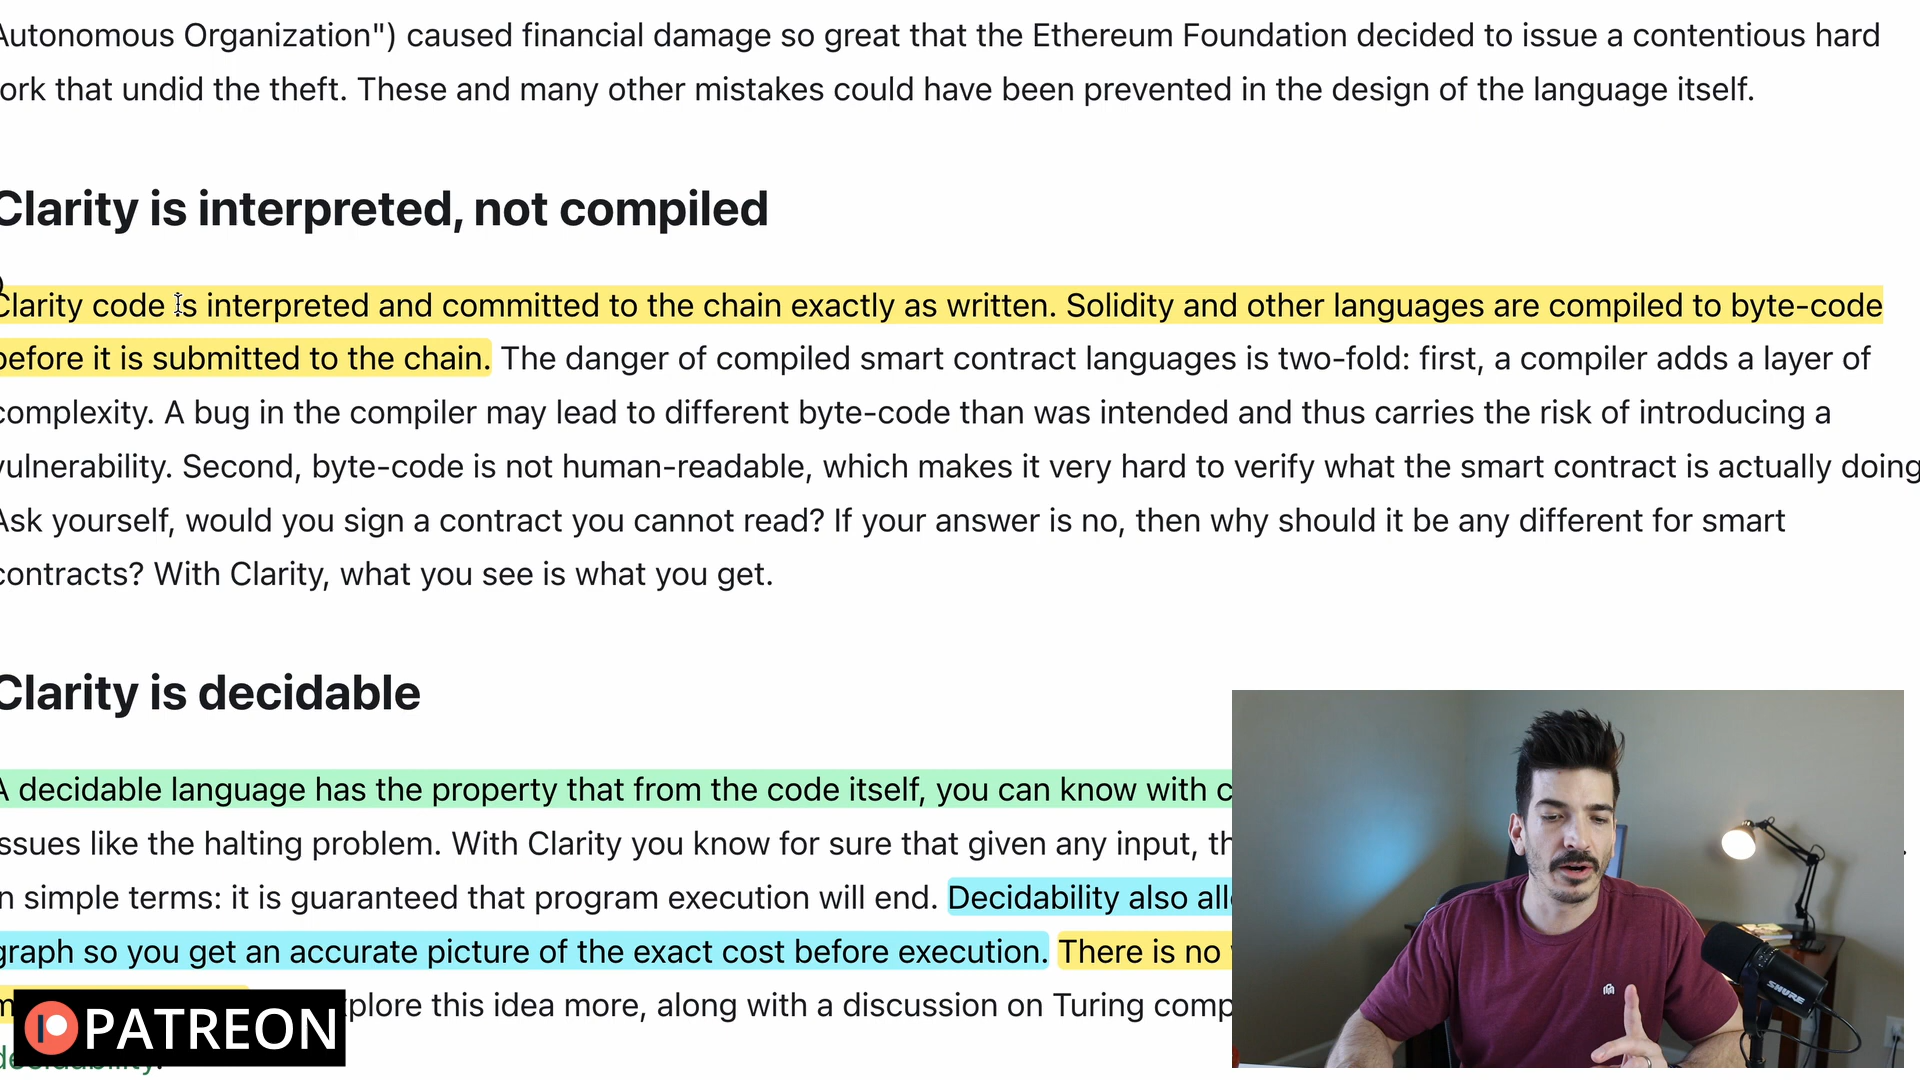 Autonomous Organization") caused financial damage so great that the Ethereum Foundation decided to issue a contentious hard
ork that undid the theft. These and many other mistakes could have been prevented in the design of the language itself.
Clarity is interpreted, not compiled
Clarity code is interpreted and committed to the chain exactly as written. Solidity and other languages are compiled to byte-code
before it is submitted to the chain. The danger of compiled smart contract languages is two-fold: first, a compiler adds a layer of
complexity. A bug in the compiler may lead to different byte-code than was intended and thus carries the risk of introducing a
vulnerability. Second, byte-code is not human-readable, which makes it very hard to verify what the smart contract is actually doing
Ask yourself, would you sign a contract you cannot read? If your answer is no, then why should it be any different for smart
contracts? With Clarity, what you see is what you get.
Clarity is decidable
A decidable language has the property that from the code itself, you can know with c
issues like the halting problem. With Clarity you know for sure that given any input, th
in simple terms: it is guaranteed that program execution will end. Decidability also all
graph so you get an accurate picture of the exact cost before execution. There is no
xplore this idea more, along with a discussion on Turing comp
PATREON
decidability.
SHURE